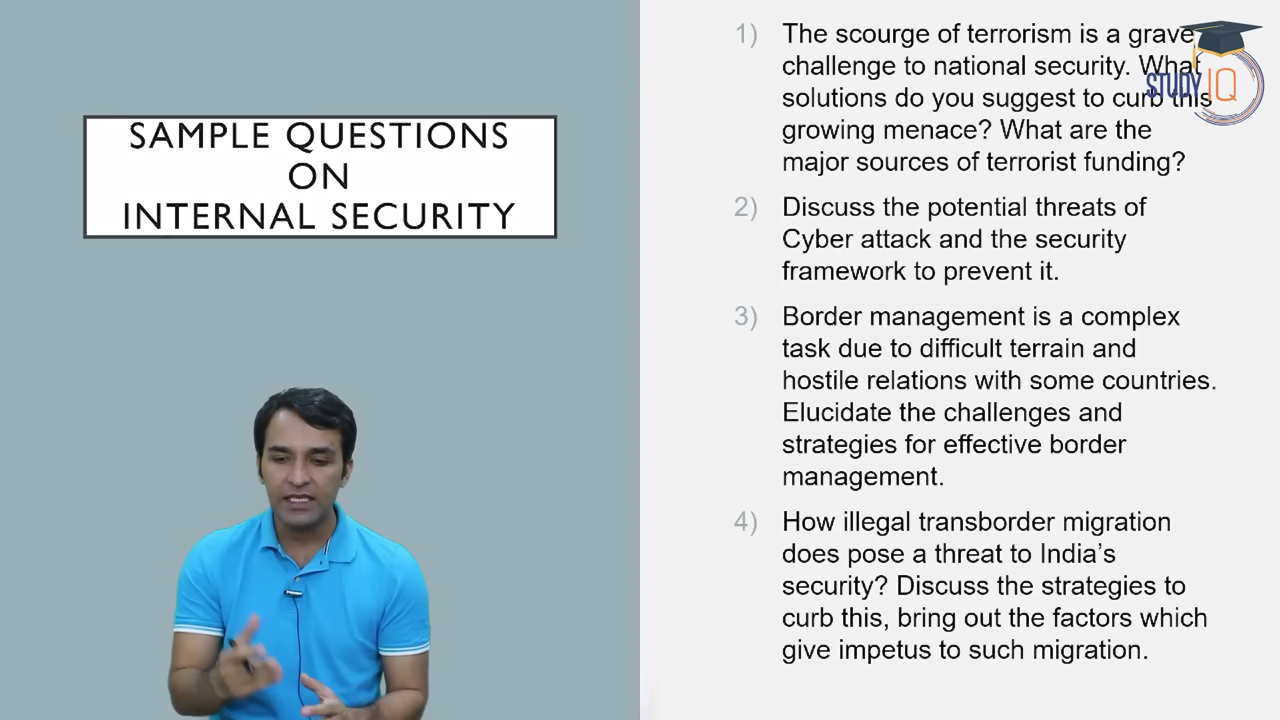 SAMPLE QUESTIONS
ON
INTERNAL SECURITY
1) The scourge of terrorism is a grave
challenge to national security. What
solutions do you suggest to curb this
growing menace? What are the
major sources of terrorist funding?
2) Discuss the potential threats of
Cyber attack and the security
framework to prevent it.
3) Border management is a complex
task due to difficult terrain and
hostile relations with some countries.
Elucidate the challenges and
strategies for effective border
management.
4) How illegal transborder migration
does pose a threat to India's
security? Discuss the strategies to
curb this, bring out the factors which
give impetus to such migration.
STUDY IQ